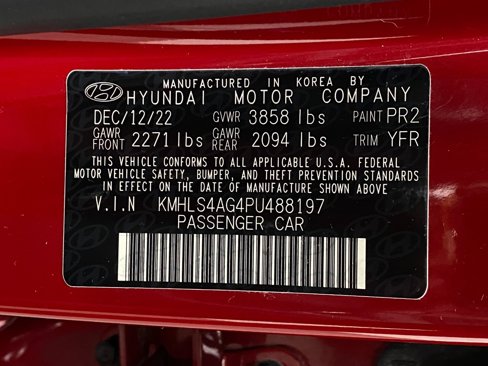 MANUFACTURED IN KOREA BY
HYUNDAI MOTOR COMPANY
DEC/12/22 GVWR 3858 lbs PAINT PR2
GAWR FRONT 2271 lbs GAWR REAR 2094 lbs TRIM YFR
THIS VEHICLE CONFORMS TO ALL APPLICABLE U.S.A. FEDERAL
MOTOR VEHICLE SAFETY, BUMPER, AND THEFT PREVENTION STANDARDS
IN EFFECT ON THE DATE OF MANUFACTURE SHOWN ABOVE.
V.I.N KMHLS4AG4PU488197
PASSENGER CAR